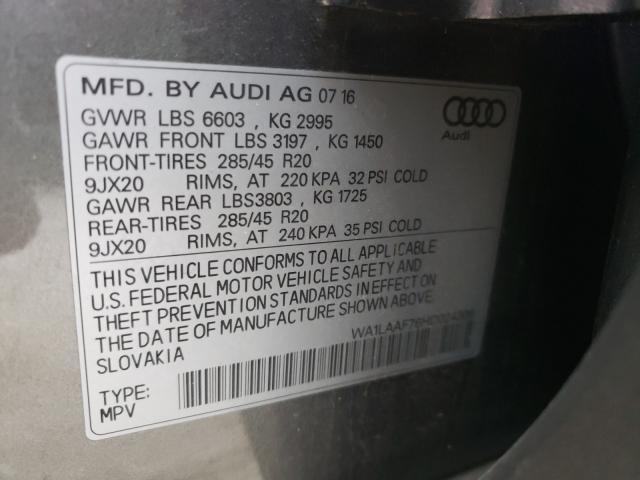 MFD. BY AUDI AG 07 16
GVWR LBS 6603 , KG 2995
GAWR FRONT LBS 3197 , KG 1450
FRONT-TIRES 285/45 R20
9JX20 RIMS, AT 220 KPA 32 PSI COLD
GAWR REAR LBS3803 , KG 1725
REAR-TIRES 285/45 R20
9JX20 RIMS, AT 240 KPA 35 PSI COLD
Audi
THIS VEHICLE CONFORMS TO ALL APPLICABLE
U.S. FEDERAL MOTOR VEHICLE SAFETY AND
THEFT PREVENTION STANDARDS IN EFFECT ON
THE DATE OF MANUFACTURE SHOWN ABOVE.
SLOVAKIA
TYPE:
MPV